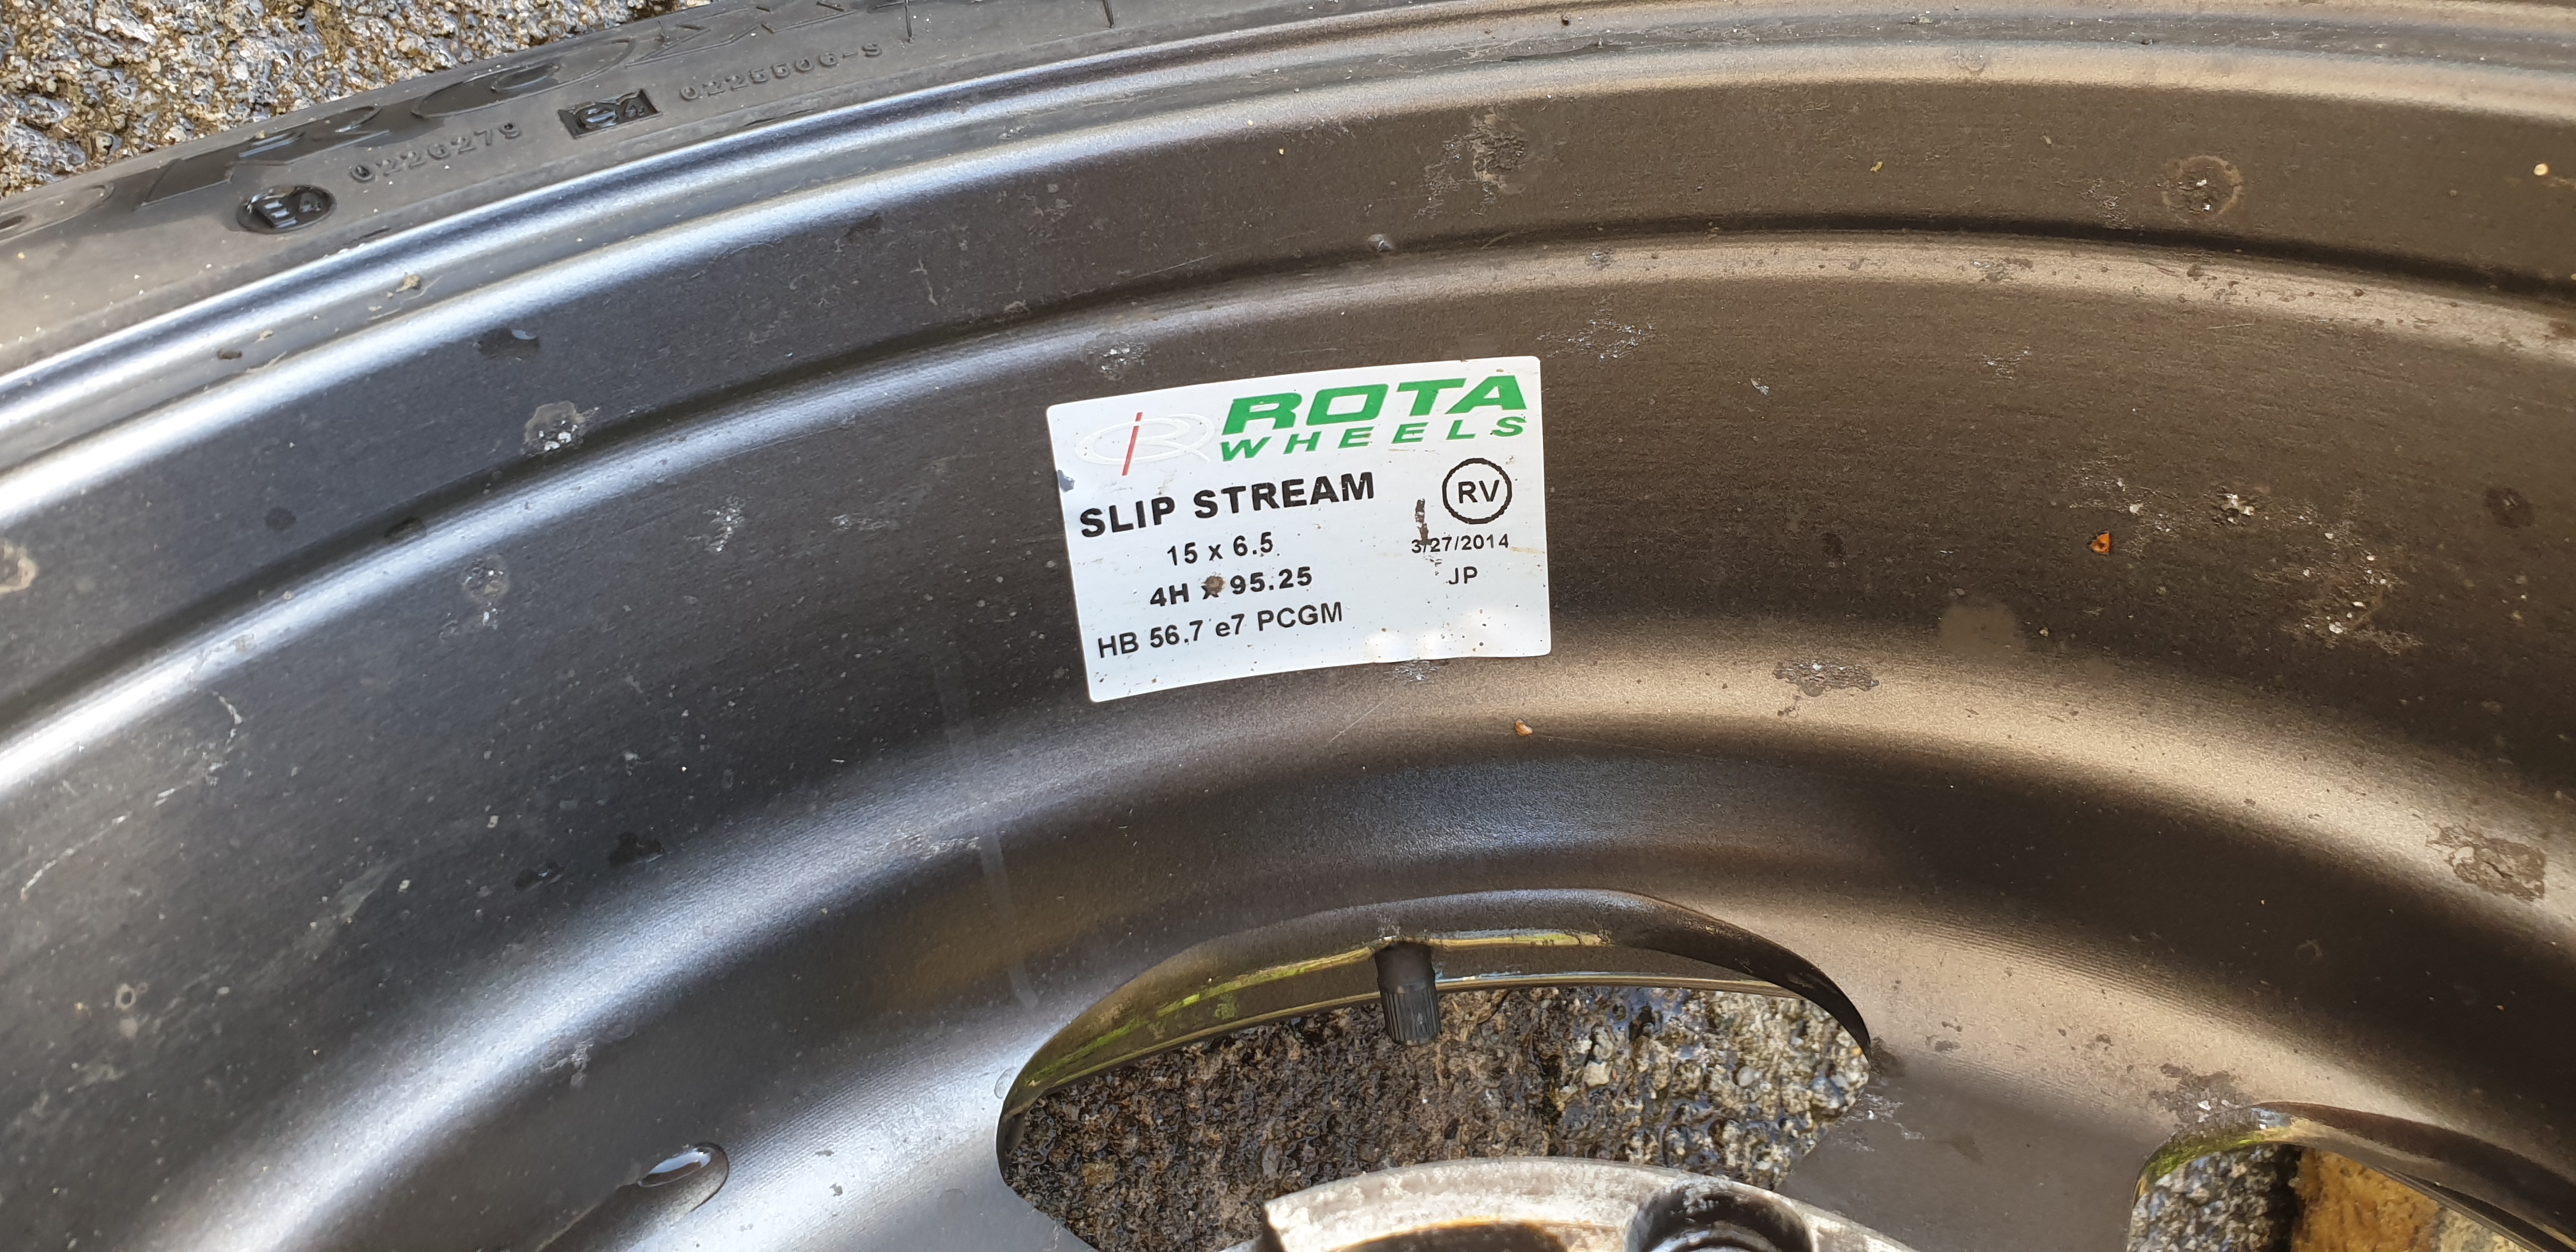 0225606-S
e4
0226279
ROTA
WHEELS
SLIP STREAM
RV
15 x 6.5
3/27/2014
4H x 95.25
JP
HB 56.7 e7 PCGM